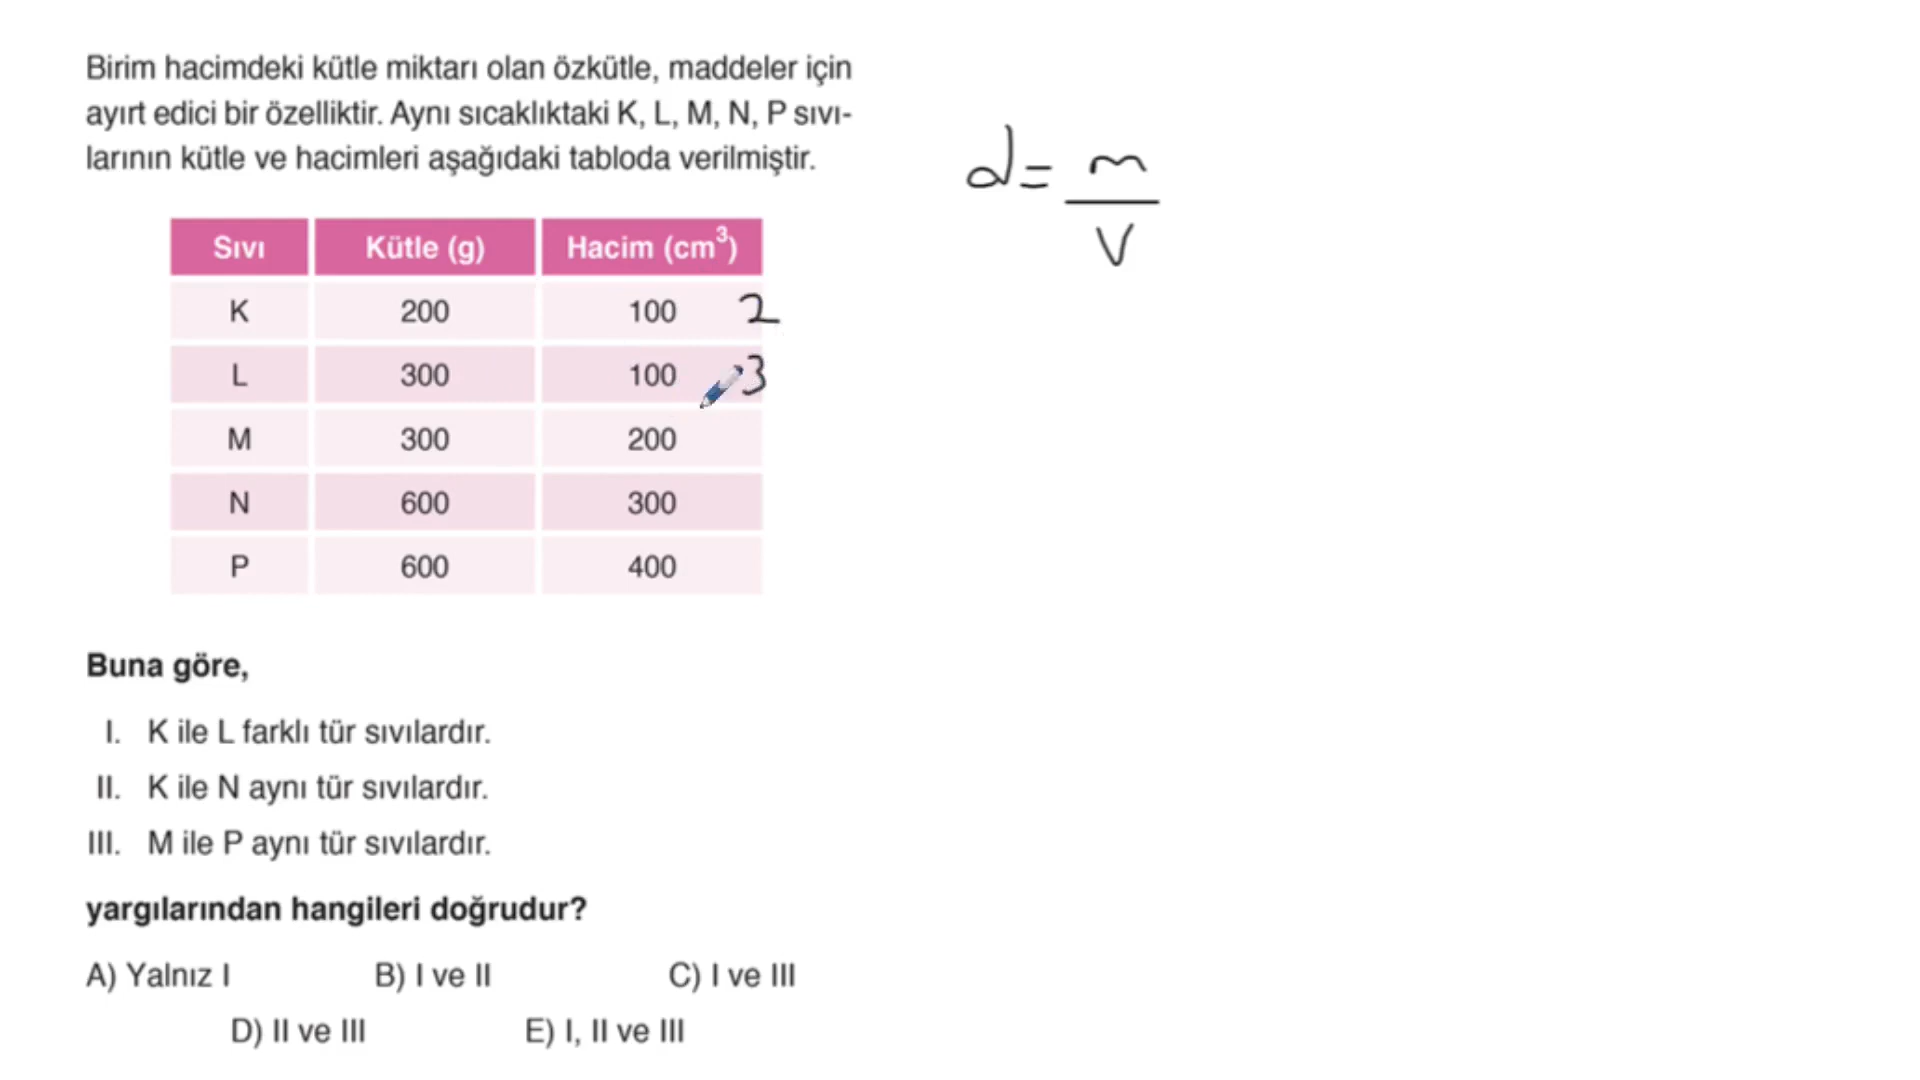 Birim hacimdeki kütle miktarı olan özkütle, maddeler için
ayırt edici bir özelliktir. Aynı sıcaklıktaki K, L, M, N, P sıvı-
larının kütle ve hacimleri aşağıdaki tabloda verilmiştir.
d = m / V
Sıvı Kütle (g) Hacim (cm³)
K 200 100 2
L 300 100 3
M 300 200
N 600 300
P 600 400
Buna göre,
I. K ile L farklı tür sıvılardır.
II. K ile N aynı tür sıvılardır.
III. M ile P aynı tür sıvılardır.
yargılarından hangileri doğrudur?
A) Yalnız I B) I ve II C) I ve III
D) II ve III E) I, II ve III